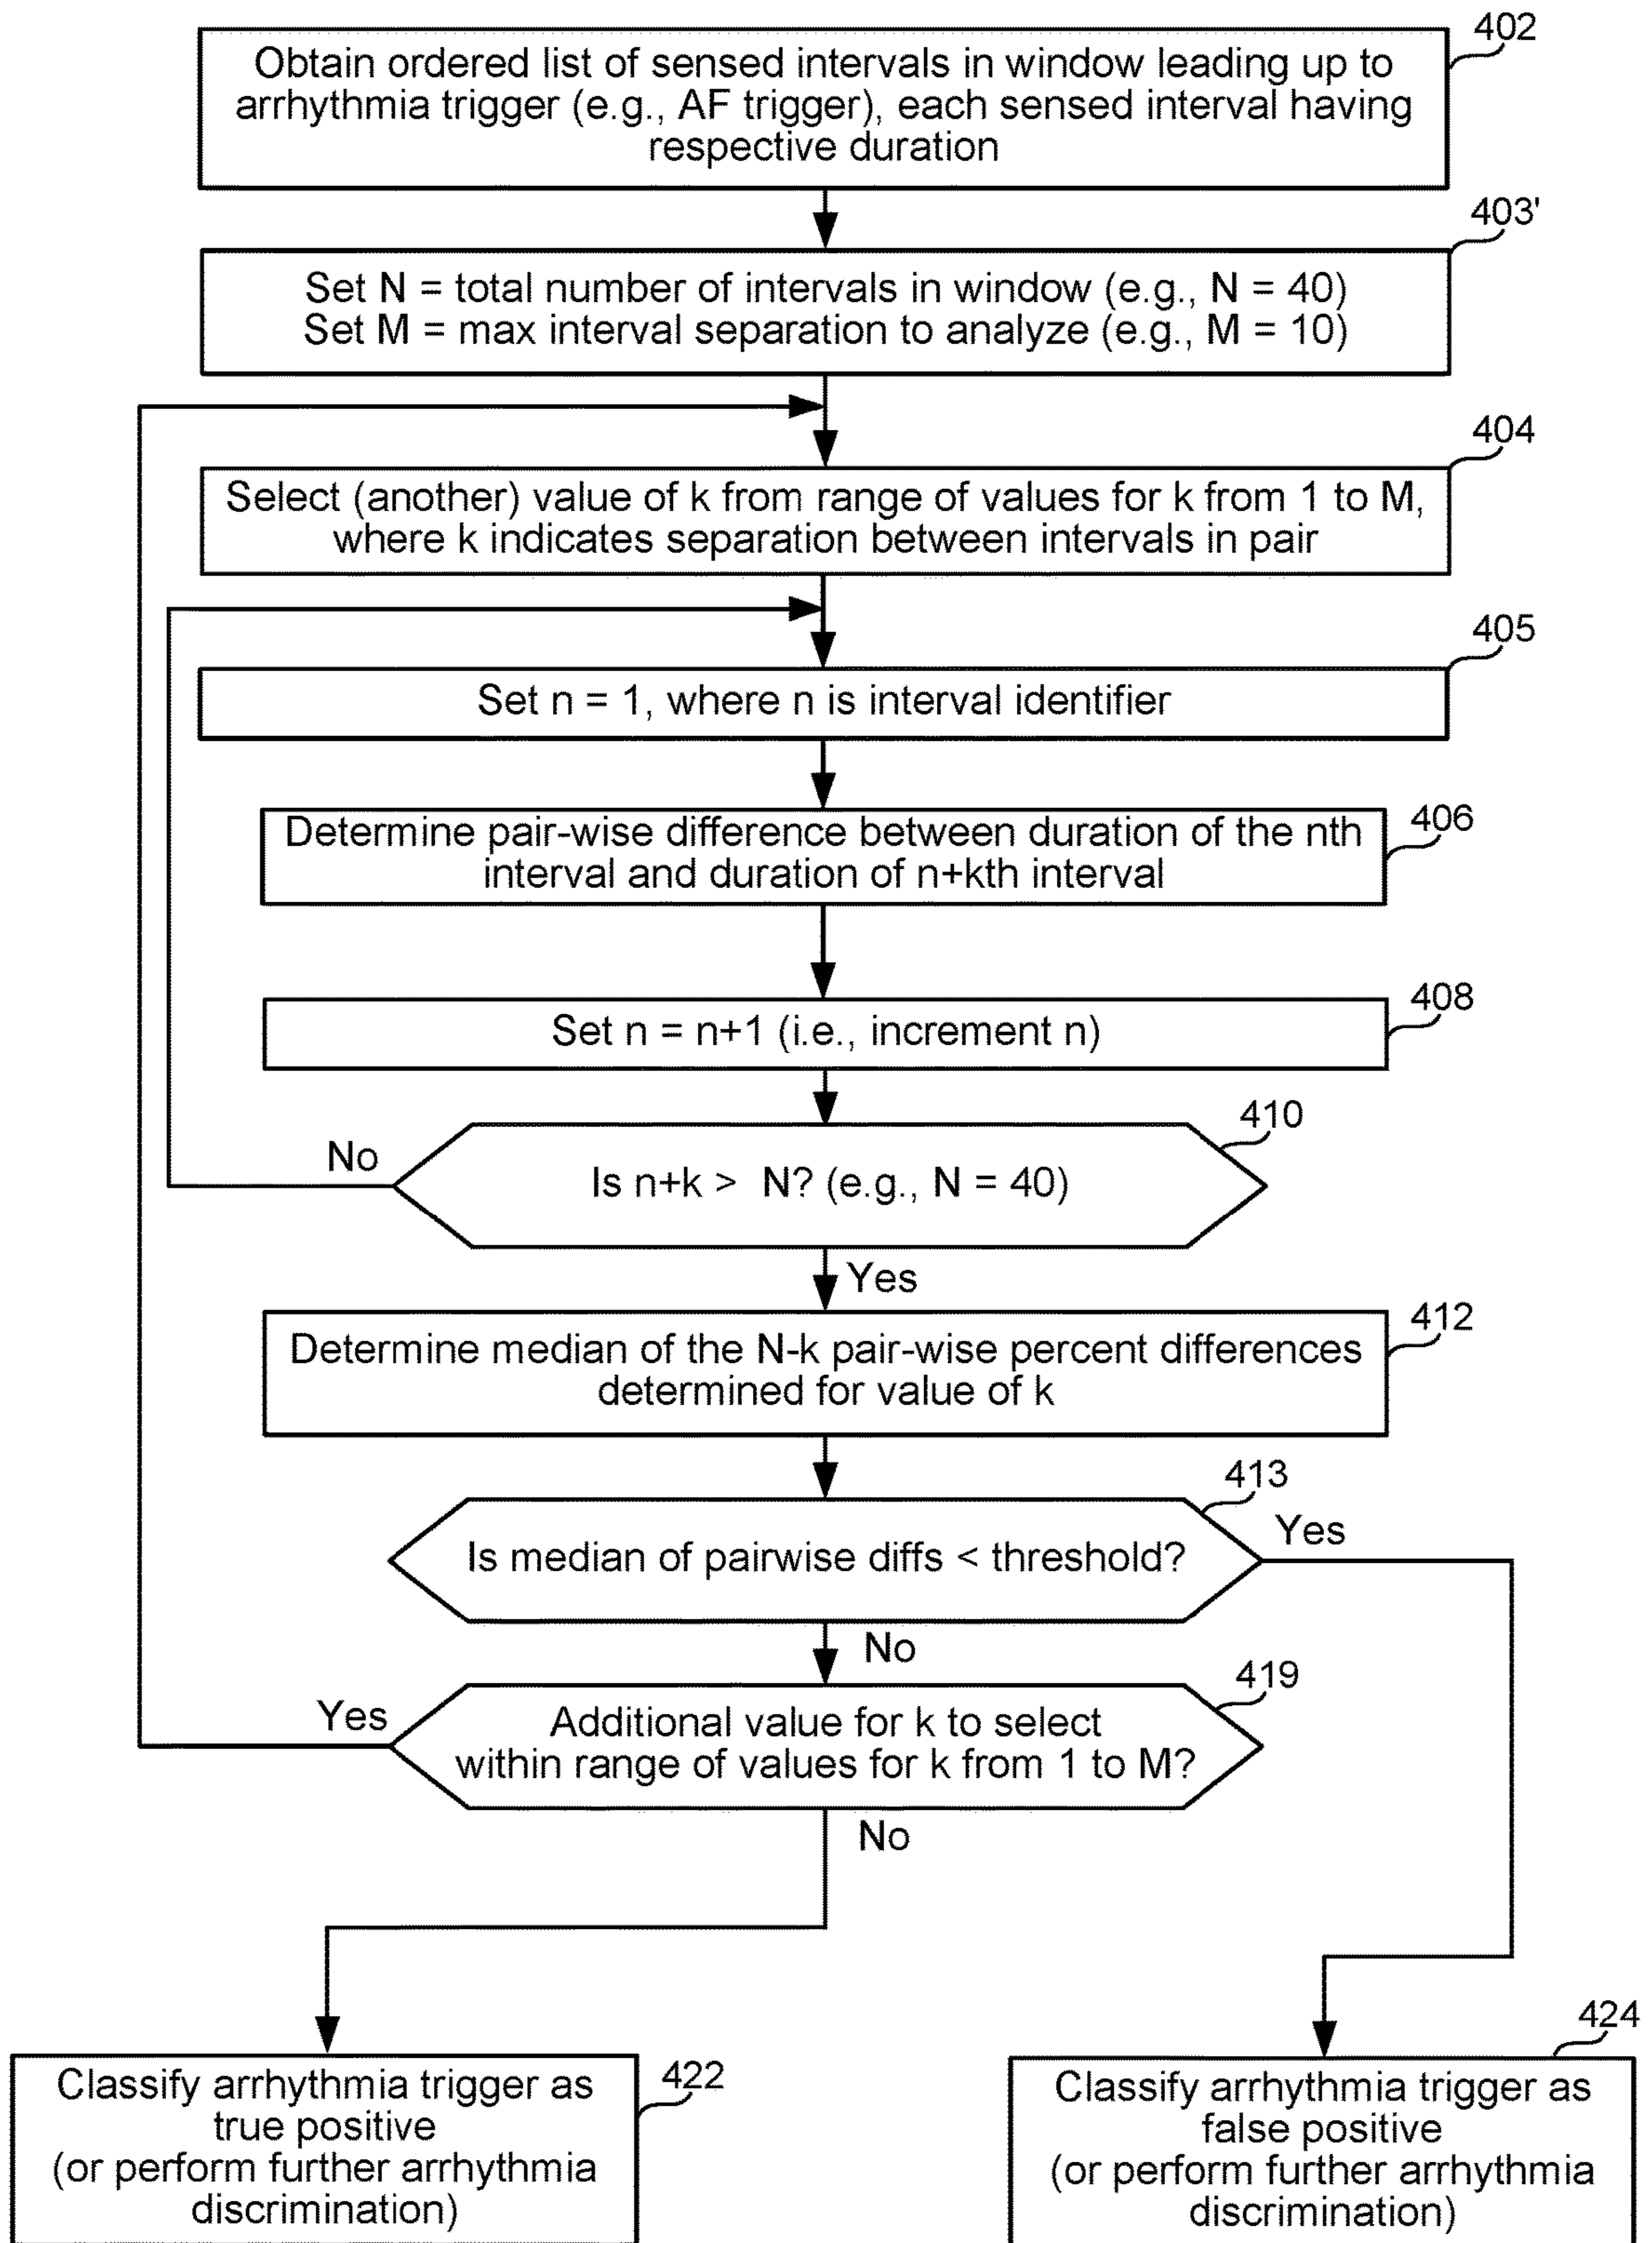 402
Obtain ordered list of sensed intervals in window leading up to
arrhythmia trigger (e.g., AF trigger), each sensed interval having
respective duration
403'
Set N = total number of intervals in window (e.g., N = 40)
Set M = max interval separation to analyze (e.g., M = 10)
404
Select (another) value of k from range of values for k from 1 to M,
where k indicates separation between intervals in pair
405
Set n = 1, where n is interval identifier
406
Determine pair-wise difference between duration of the nth
interval and duration of n+kth interval
408
Set n = n+1 (i.e., increment n)
410
No
Is n+k > N? (e.g., N = 40)
Yes
412
Determine median of the N-k pair-wise percent differences
determined for value of k
413
Yes
Is median of pairwise diffs < threshold?
No
419
Yes
Additional value for k to select
within range of values for k from 1 to M?
No
422
Classify arrhythmia trigger as
true positive
(or perform further arrhythmia
discrimination)
424
Classify arrhythmia trigger as
false positive
(or perform further arrhythmia
discrimination)